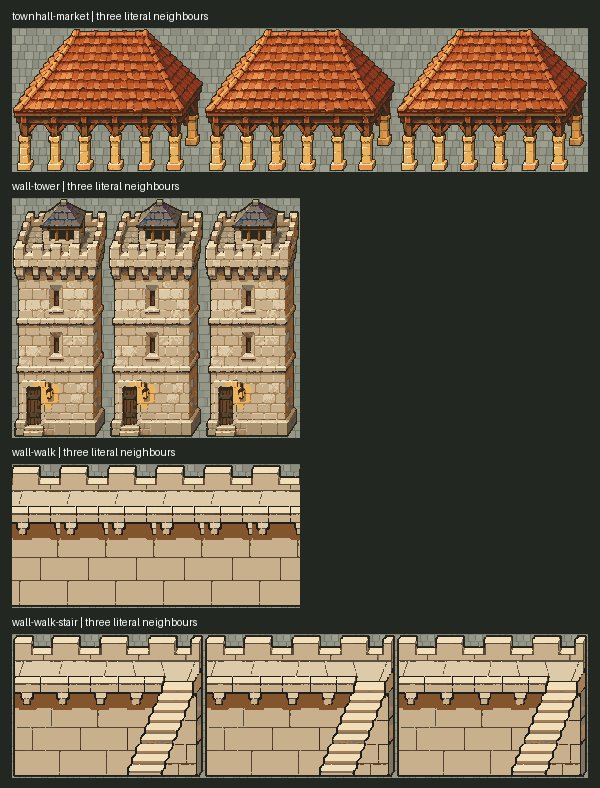 townhall-market | three literal neighbours
wall-tower | three literal neighbours
wall-walk | three literal neighbours
wall-walk-stair | three literal neighbours